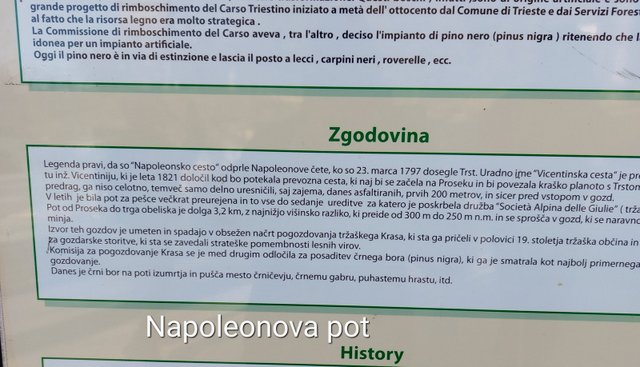 grande progetto di rimboschimento del Carso Triestino iniziato a metà dell' ottocento dal Comune di Trieste e dai Servizi Forest
al fatto che la risorsa legno era molto strategica .
La Commissione di rimboschimento del Carso aveva , tra l'altro , deciso l'impianto di pino nero (pinus nigra ) ritenendo che l
idonea per un impianto artificiale.
Oggi il pino nero è in via di estinzione e lascia il posto a lecci , carpini neri , roverelle , ecc.
Zgodovina
Legenda pravi, da so "Napoleonsko cesto" odprle Napoleonove čete, ko so 23. marca 1797 dosegle Trst. Uradno ime "Vicentinska cesta" je pre
tu inž. Vicentiniju, ki je leta 1821 določil kod bo potekala prevozna cesta, ki naj bi se začela na Proseku in bi povezala kraško planoto s Trstom
predrag, ga niso celotno, temveč samo delno uresničili, saj zajema, danes asfaltiranih, prvih 200 metrov, in sicer pred vstopom v gozd.
V letih je bila pot za pešce večkrat preurejena in to vse do sedanje ureditve za katero je poskrbela družba "Società Alpina delle Giulie" ( trža
Pot od Proseka do trga obeliska je dolga 3,2 km, z najnižjo višinsko razliko, ki preide od 300 m do 250 m n.m. in se sprošča v gozd, ki se naravno
minja.
Izvor teh gozdov je umeten in spadajo v obsežen načrt pogozdovanja tržaškega Krasa, ki sta ga pričeli v polovici 19. stoletja tržaška občina in
za gozdarske storitve, ki sta se zavedali strateške pomembnosti lesnih virov.
Komisija za pogozdovanje Krasa se je med drugim odločila za posaditev črnega bora (pinus nigra), ki ga je smatrala kot najbolj primernega
gozdovanje.
Danes je črni bor na poti izumrtja in pušča mesto črničevju, črnemu gabru, puhastemu hrastu, itd.
Napoleonova pot
History